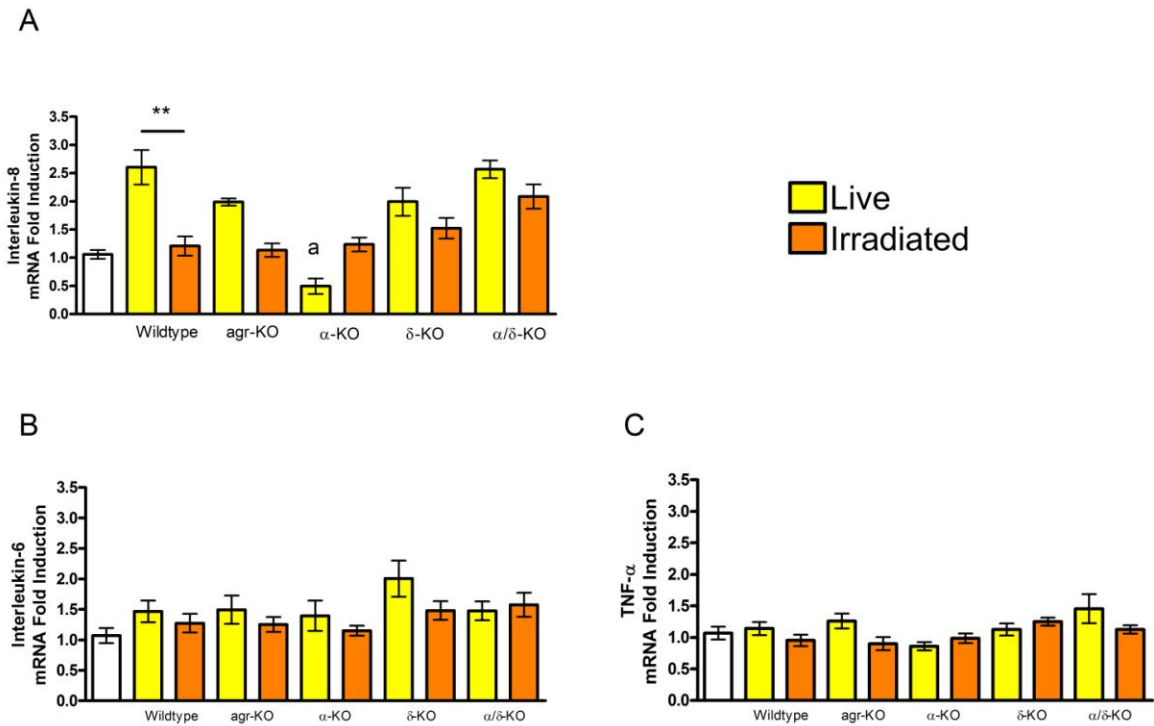 A
Interleukin-8
mRNA Fold Induction
3.5
3.0
2.5
2.0
1.5
1.0
0.5
0.0
**
a
Wildtype agr-KO α-KO δ-KO α/δ-KO
Live
Irradiated
B
Interleukin-6
mRNA Fold Induction
3.5
3.0
2.5
2.0
1.5
1.0
0.5
0.0
Wildtype agr-KO α-KO δ-KO α/δ-KO
C
TNF-α
mRNA Fold Induction
3.5
3.0
2.5
2.0
1.5
1.0
0.5
0.0
Wildtype agr-KO α-KO δ-KO α/δ-KO